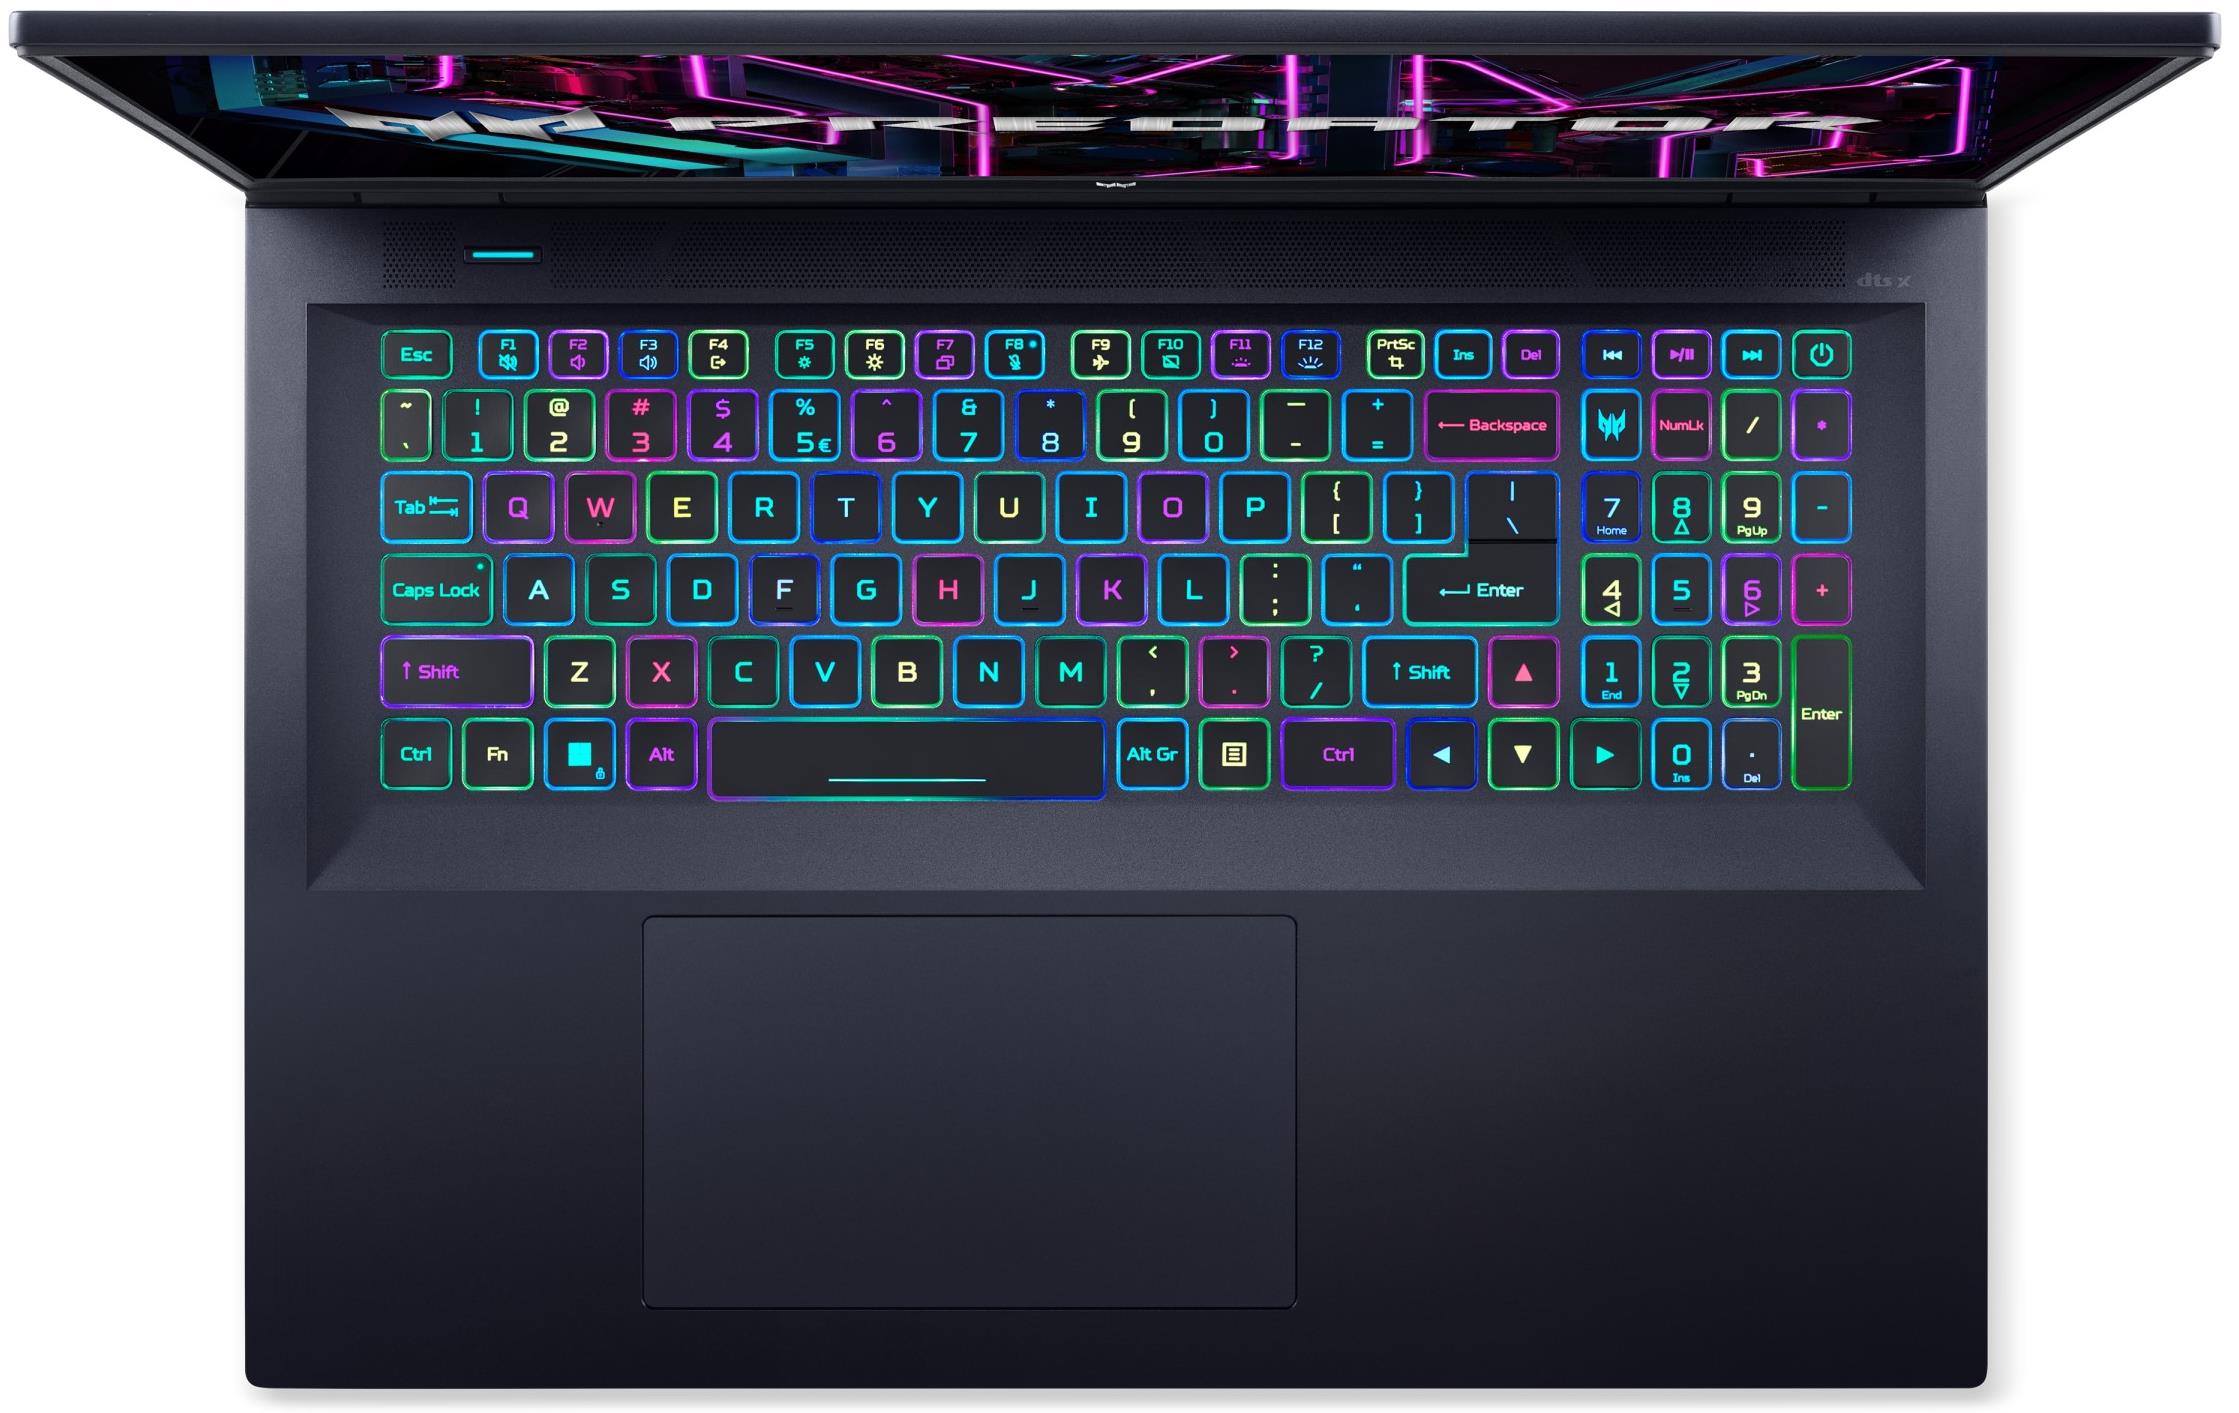 PREDATOR
dts X
Esc F1 F2 F3 F4 F5 F6 F7 F8 F9 F10 F11 F12 PrtSc Ins Del
~ ! @ # $ % ^ & * ( ) — +
` 1 2 3 4 5 € 6 7 8 9 0 - = ← Backspace NumLk / *
Tab Q W E R T Y U I O P { [ } ] | \ 7 Home 8 9 PgUp -
Caps Lock A S D F G H J K L : ; “ ‘ Enter 4 5 6 +
↑ Shift Z X C V B N M < , > . ? / ↑ Shift ▲ 1 End 2 3 PgDn
Ctrl Fn Alt Alt Gr Ctrl ◀ ▼ ▶ 0 Ins . Del Enter